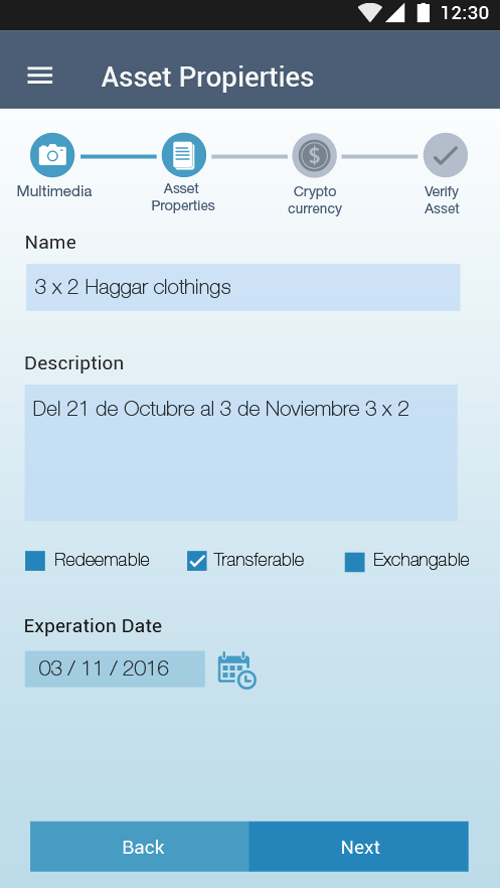 12:30
Asset Propierties
Multimedia
Asset
Properties
Crypto
currency
Verify
Asset
Name
3 x 2 Haggar clothings
Description
Del 21 de Octubre al 3 de Noviembre 3 x 2
Redeemable
Transferable
Exchangable
Experation Date
03 / 11 / 2016
Back
Next